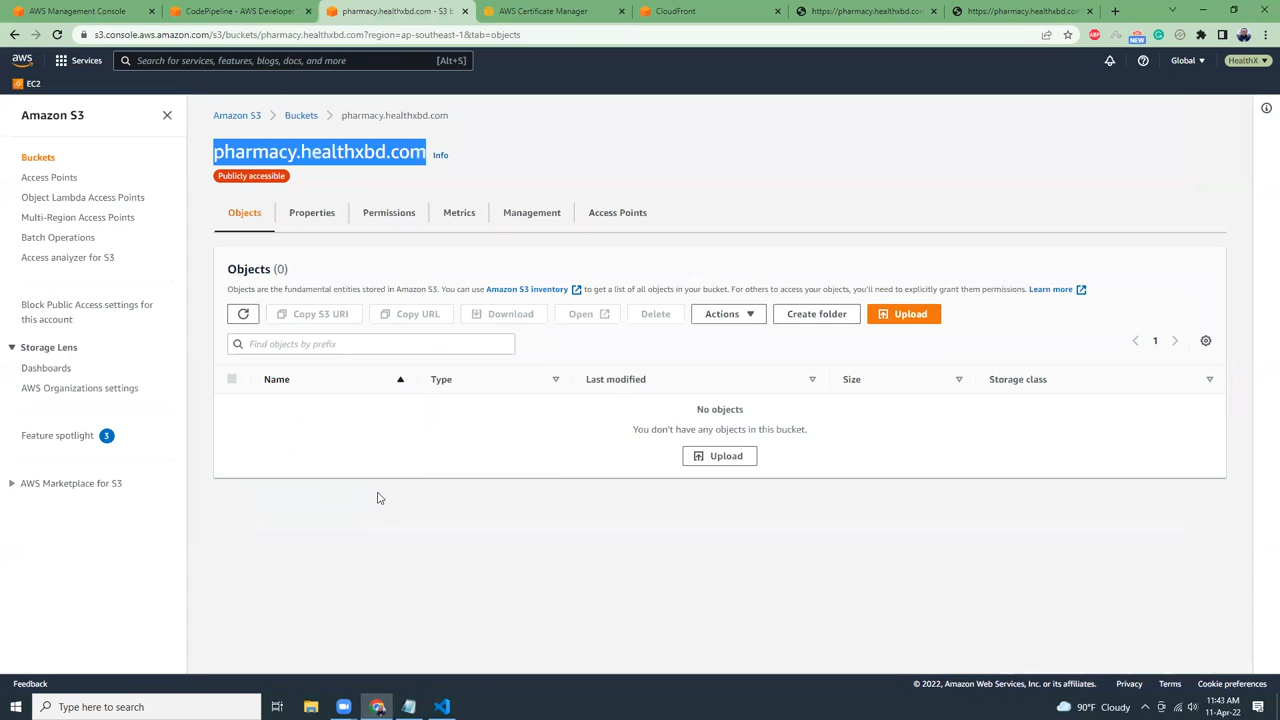 AWS Management Console
CodePipeline - AWS Developer
pharmacy.healthxbd.com - S3 b
AWS Certificate Manager
CloudFront
https://pharmacy.healthxbd.co
https://pharmacy.healthxbd.co
s3.console.aws.amazon.com/s3/buckets/pharmacy.healthxbd.com?region=ap-southeast-1&tab=objects
ABP
NEW
aws
Services
Search for services, features, blogs, docs, and more
[Alt+S]
Global
HealthX
EC2
Amazon S3
Buckets
Access Points
Object Lambda Access Points
Multi-Region Access Points
Batch Operations
Access analyzer for S3
Block Public Access settings for
this account
Storage Lens
Dashboards
AWS Organizations settings
Feature spotlight 3
AWS Marketplace for S3
Amazon S3
Buckets
pharmacy.healthxbd.com
pharmacy.healthxbd.com Info
Publicly accessible
Objects
Properties
Permissions
Metrics
Management
Access Points
Objects (0)
Objects are the fundamental entities stored in Amazon S3. You can use Amazon S3 inventory to get a list of all objects in your bucket. For others to access your objects, you'll need to explicitly grant them permissions. Learn more
Copy S3 URI
Copy URL
Download
Open
Delete
Actions
Create folder
Upload
Find objects by prefix
1
Name
Type
Last modified
Size
Storage class
No objects
You don't have any objects in this bucket.
Upload
Feedback
© 2022, Amazon Web Services, Inc. or its affiliates.
Privacy
Terms
Cookie preferences
Type here to search
90°F Cloudy
11:43 AM
11-Apr-22